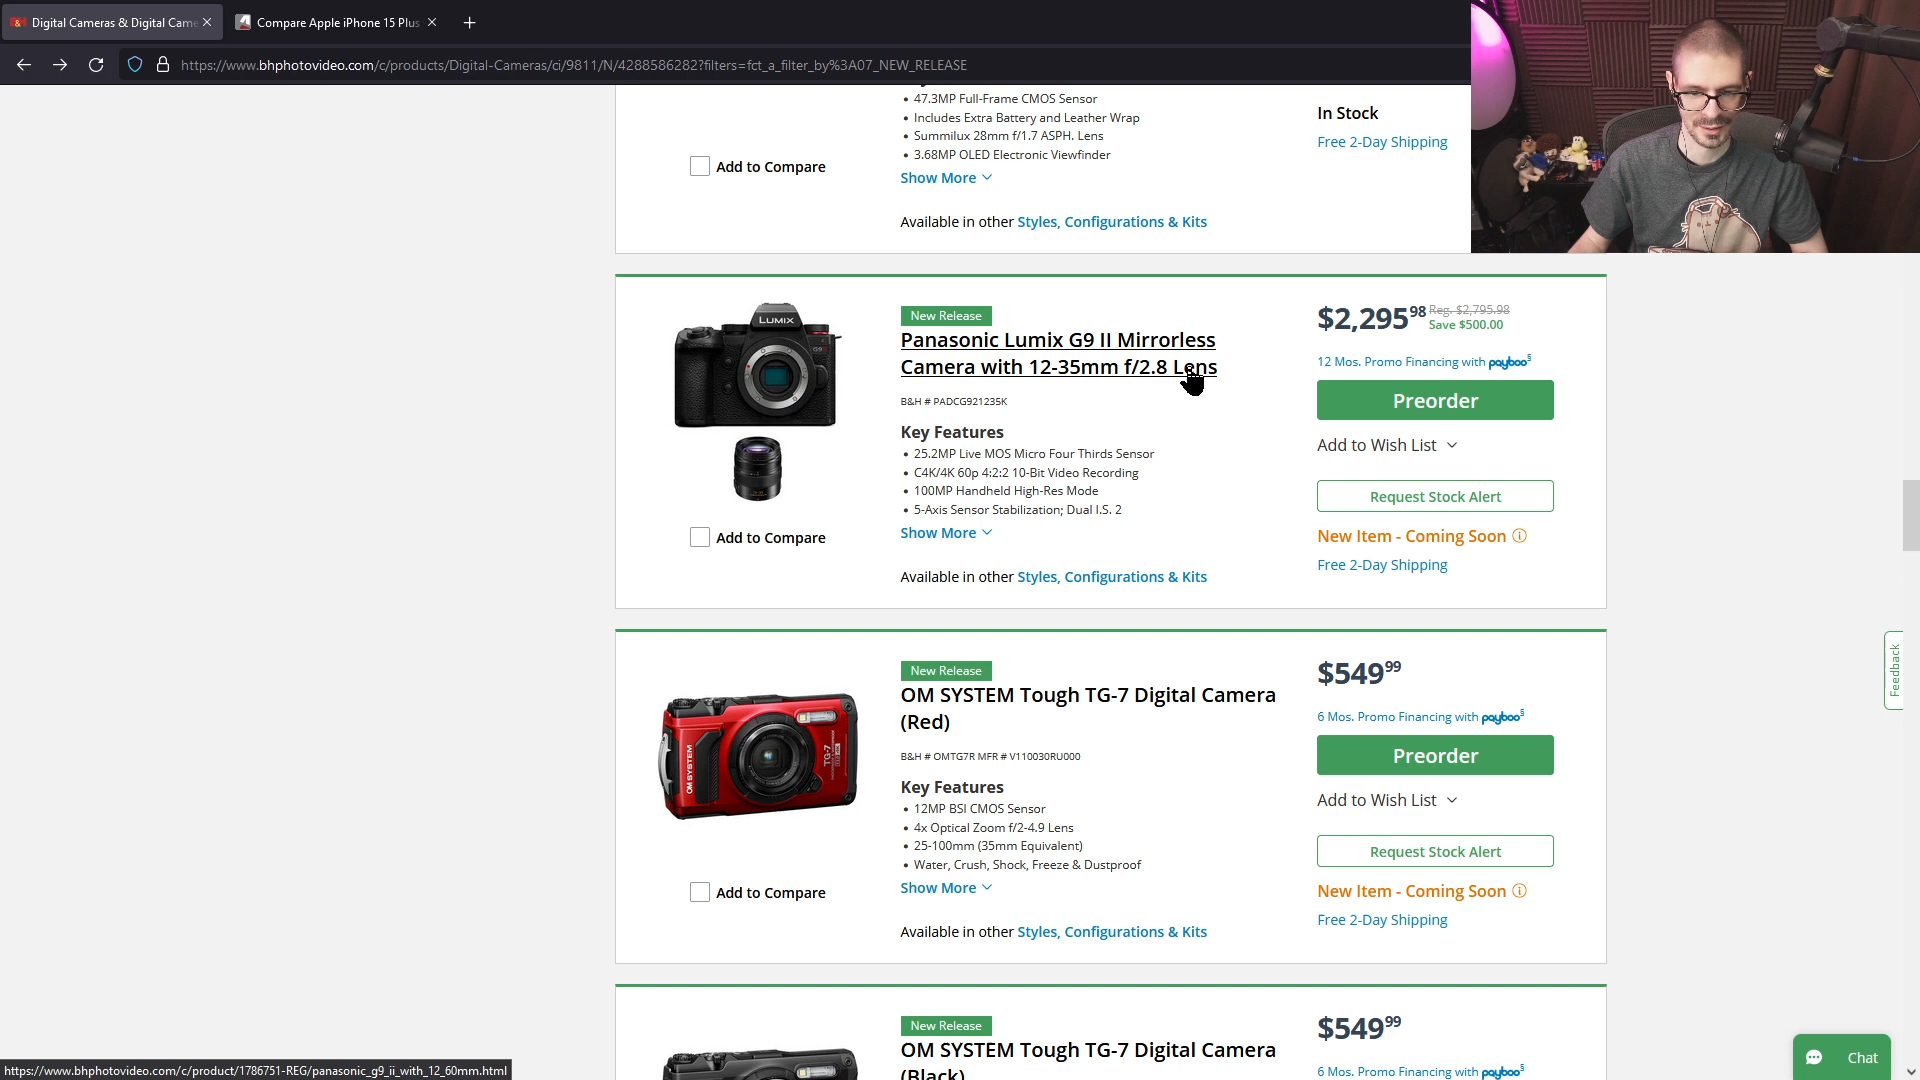 Digital Cameras & Digital Came
Compare Apple iPhone 15 Plus
https://www.bhphotovideo.com/c/products/Digital-Cameras/ci/9811/N/4288586282?filters=fct_a_filter_by%3A07_NEW_RELEASE
• 47.3MP Full-Frame CMOS Sensor
• Includes Extra Battery and Leather Wrap
• Summilux 28mm f/1.7 ASPH. Lens
• 3.68MP OLED Electronic Viewfinder
Show More
Add to Compare
Available in other Styles, Configurations & Kits
In Stock
Free 2-Day Shipping
LUMIX
G9
New Release
Panasonic Lumix G9 II Mirrorless
Camera with 12-35mm f/2.8 Lens
B&H # PADCG921235K
Key Features
• 25.2MP Live MOS Micro Four Thirds Sensor
• C4K/4K 60p 4:2:2 10-Bit Video Recording
• 100MP Handheld High-Res Mode
• 5-Axis Sensor Stabilization; Dual I.S. 2
Show More
Add to Compare
Available in other Styles, Configurations & Kits
$2,295.98 Reg. $2,795.98
Save $500.00
12 Mos. Promo Financing with payboo§
Preorder
Add to Wish List
Request Stock Alert
New Item - Coming Soon
Free 2-Day Shipping
OM SYSTEM
TG-7
New Release
OM SYSTEM Tough TG-7 Digital Camera
(Red)
B&H # OMTG7R MFR # V110030RU000
Key Features
• 12MP BSI CMOS Sensor
• 4x Optical Zoom f/2-4.9 Lens
• 25-100mm (35mm Equivalent)
• Water, Crush, Shock, Freeze & Dustproof
Show More
Add to Compare
Available in other Styles, Configurations & Kits
$549.99
6 Mos. Promo Financing with payboo§
Preorder
Add to Wish List
Request Stock Alert
New Item - Coming Soon
Free 2-Day Shipping
Feedback
New Release
OM SYSTEM Tough TG-7 Digital Camera
(Black)
$549.99
6 Mos. Promo Financing with payboo§
Chat
https://www.bhphotovideo.com/c/product/1786751-REG/panasonic_g9_ii_with_12_60mm.html